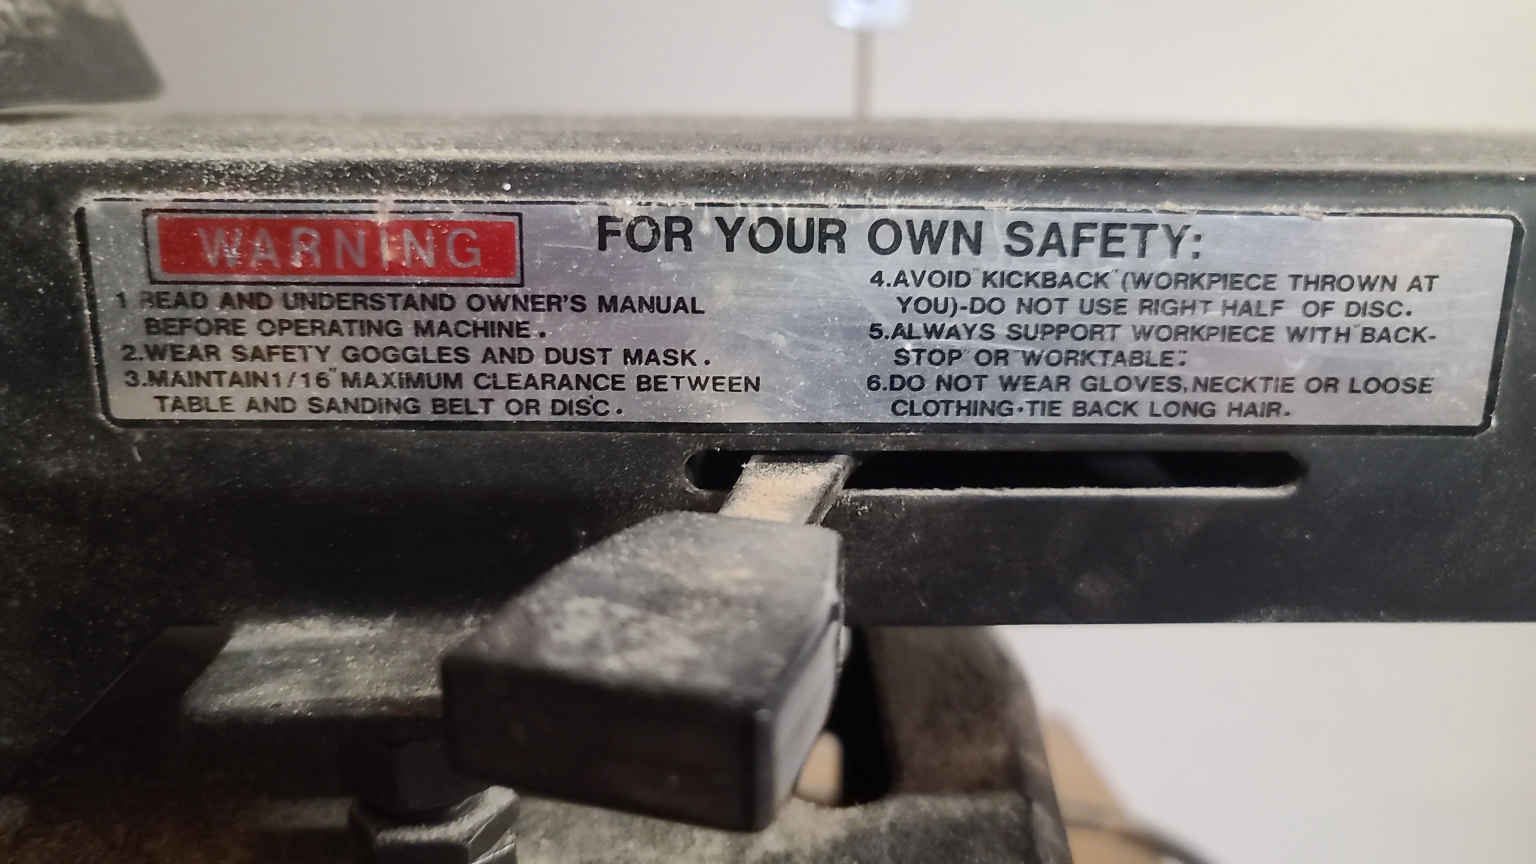 WARNING
FOR YOUR OWN SAFETY:
1 READ AND UNDERSTAND OWNER'S MANUAL
BEFORE OPERATING MACHINE.
2.WEAR SAFETY GOGGLES AND DUST MASK.
3.MAINTAIN 1/16" MAXIMUM CLEARANCE BETWEEN
TABLE AND SANDING BELT OR DISC.
4.AVOID "KICKBACK" (WORKPIECE THROWN AT
YOU)-DO NOT USE RIGHT HALF OF DISC.
5.ALWAYS SUPPORT WORKPIECE WITH "BACK-
STOP" OR "WORKTABLE".
6.DO NOT WEAR GLOVES, NECKTIE OR LOOSE
CLOTHING·TIE BACK LONG HAIR.